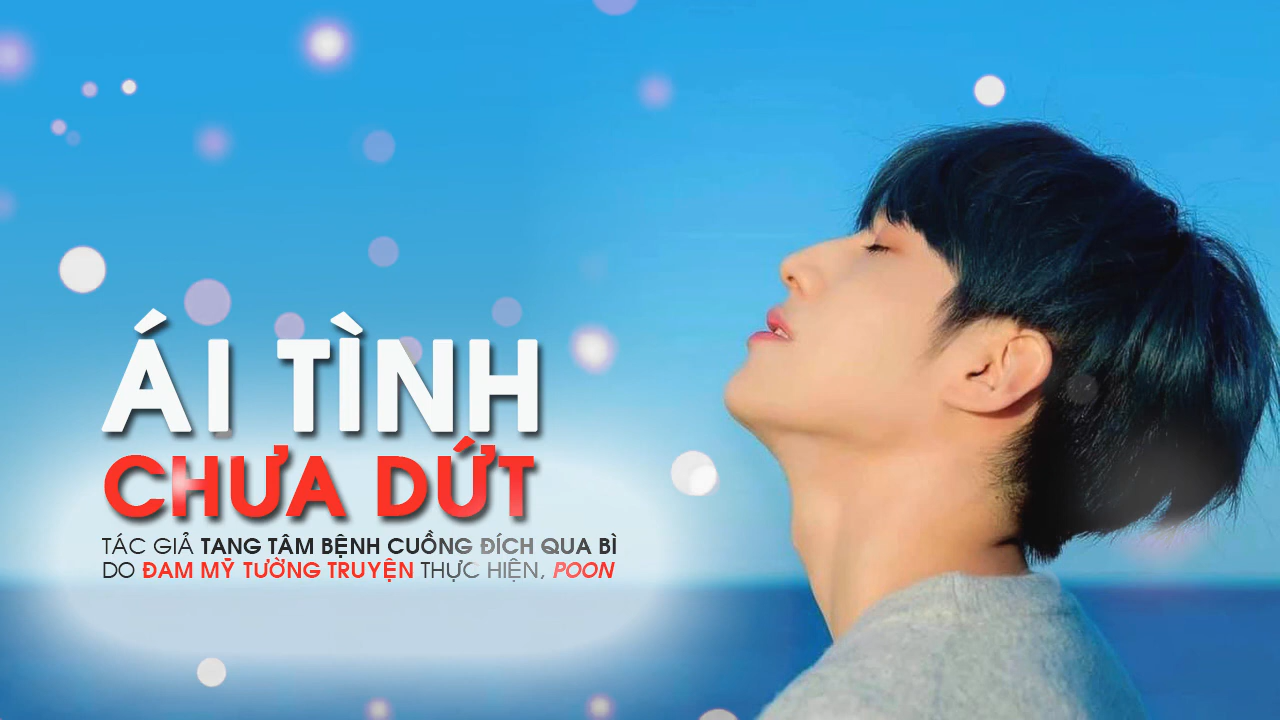 ÁI TÌNH
CHƯA DỨT
TÁC GIẢ TANG TÂM BỆNH CUỒNG ĐÍCH QUA BÌ
DO ĐAM MỸ TƯỜNG TRUYỆN THỰC HIỆN, POON